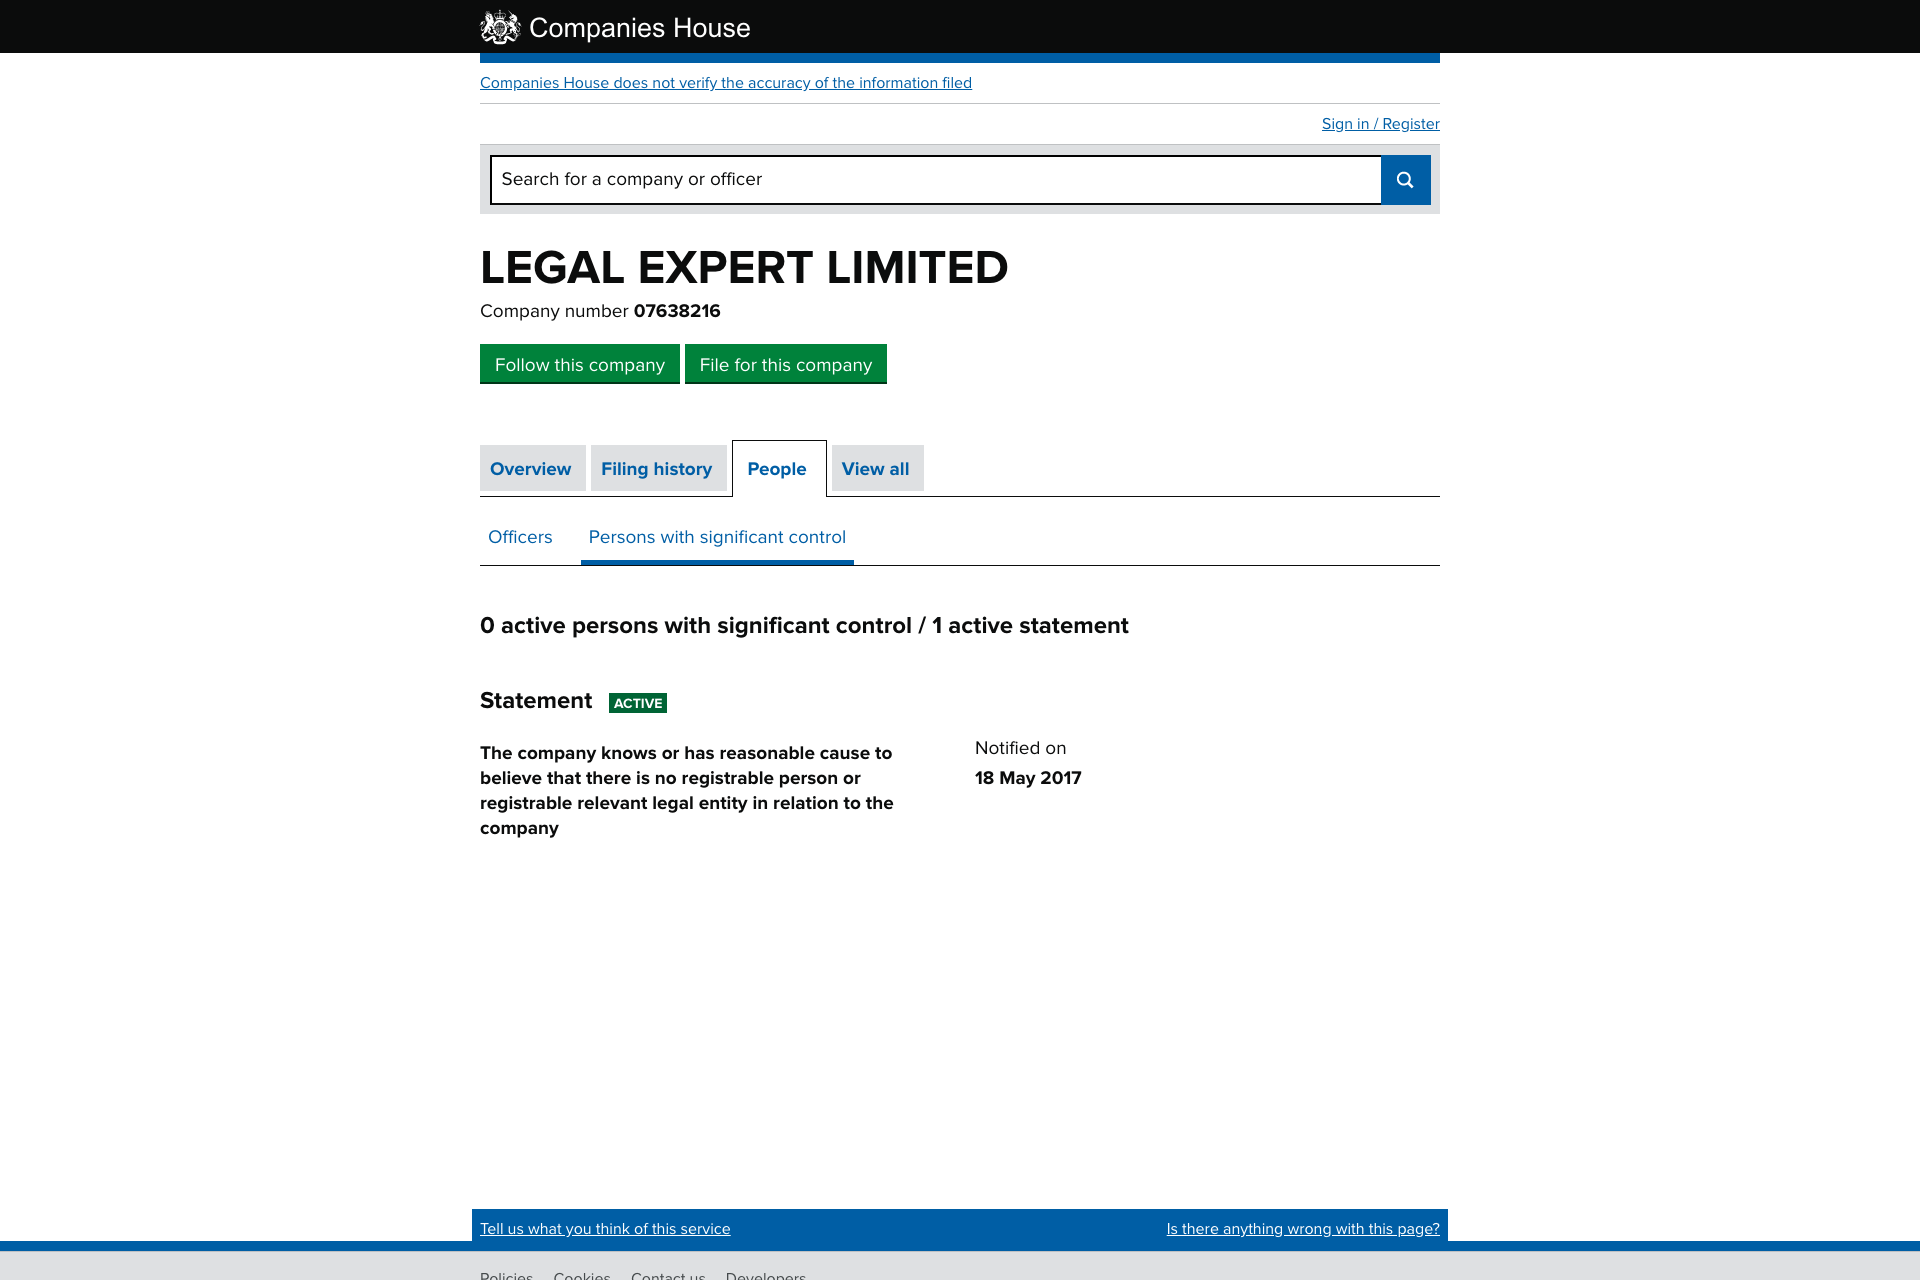 Companies House
Companies House does not verify the accuracy of the information filed
Sign in / Register
Search for a company or officer
LEGAL EXPERT LIMITED
Company number 07638216
Follow this company File for this company
Overview Filing history People View all
Officers Persons with significant control
0 active persons with significant control / 1 active statement
Statement ACTIVE
The company knows or has reasonable cause to
believe that there is no registrable person or
registrable relevant legal entity in relation to the
company
Notified on
18 May 2017
Tell us what you think of this service Is there anything wrong with this page?
Policies Cookies Contact us Developers